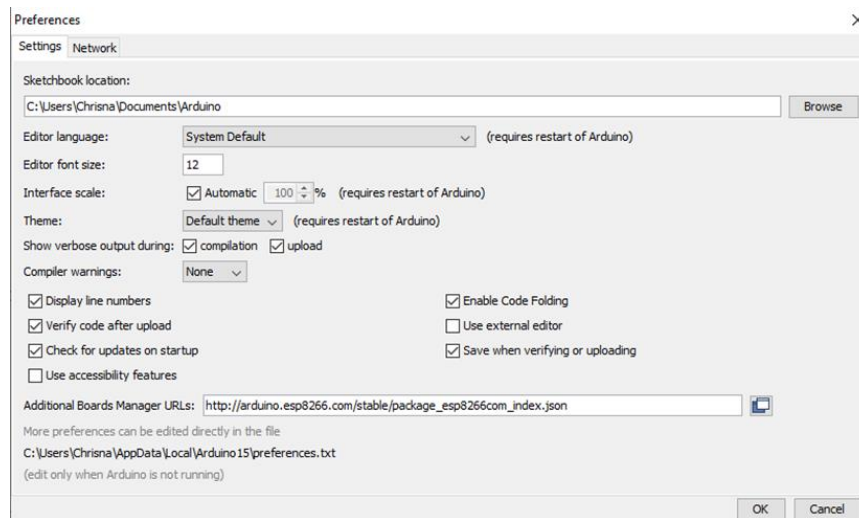 Preferences
Settings Network
Sketchbook location:
C:\Users\Chrisna\Documents\Arduino Browse
Editor language: System Default (requires restart of Arduino)
Editor font size: 12
Interface scale: Automatic 100 % (requires restart of Arduino)
Theme: Default theme (requires restart of Arduino)
Show verbose output during: compilation upload
Compiler warnings: None
Display line numbers Enable Code Folding
Verify code after upload Use external editor
Check for updates on startup Save when verifying or uploading
Use accessibility features
Additional Boards Manager URLs: http://arduino.esp8266.com/stable/package_esp8266com_index.json
More preferences can be edited directly in the file
C:\Users\Chrisna\AppData\Local\Arduino15\preferences.txt
(edit only when Arduino is not running)
OK Cancel